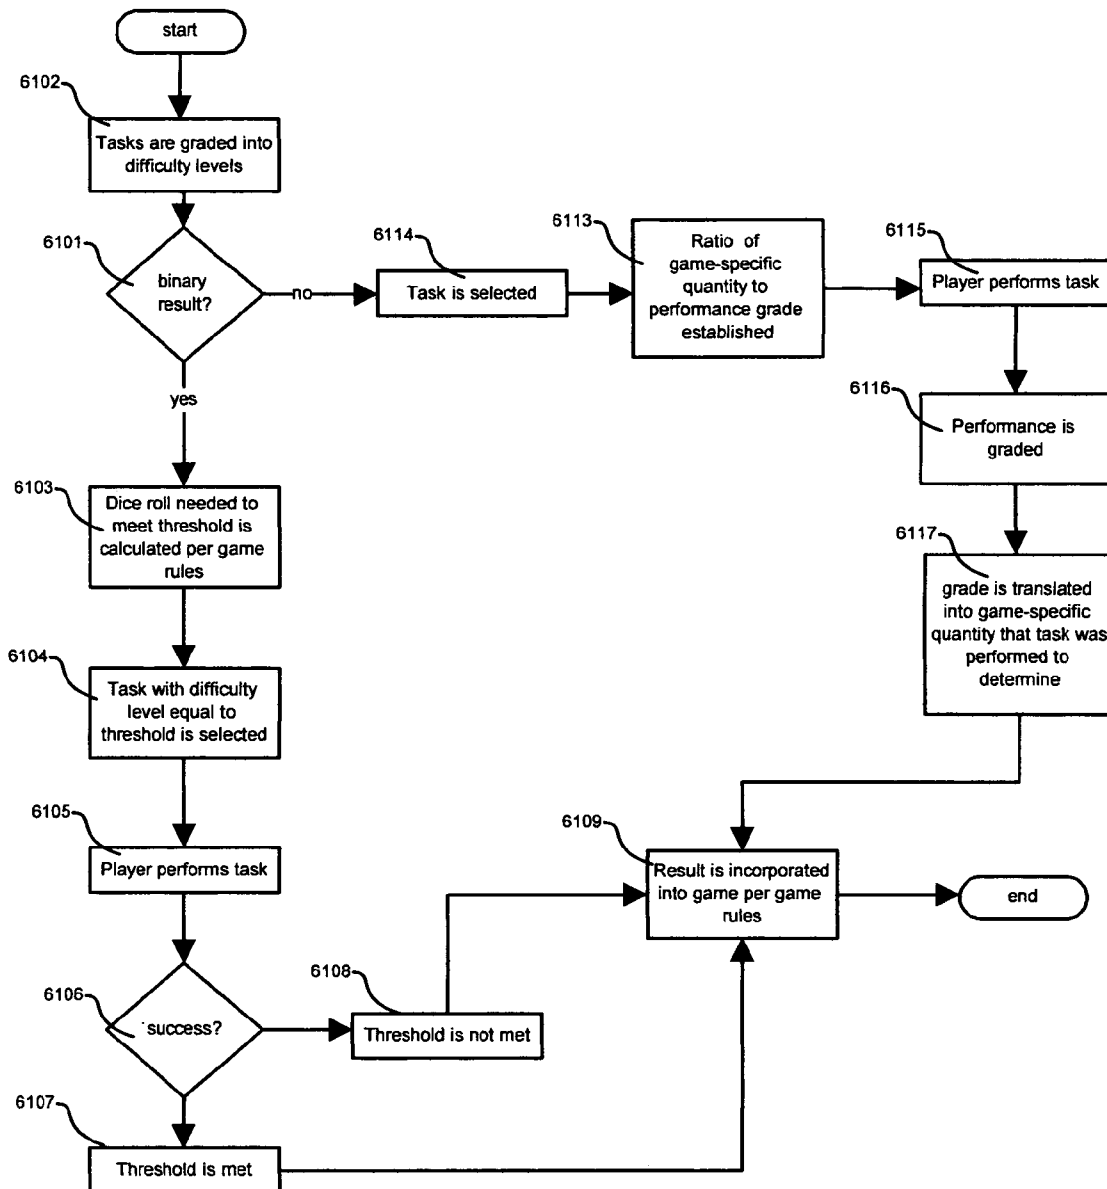 start
6102
Tasks are graded into
difficulty levels
6101
binary
result?
no
6114
Task is selected
6113
Ratio of
game-specific
quantity to
performance grade
established
6115
Player performs task
6116
Performance is
graded
6117
grade is translated
into game-specific
quantity that task was
performed to
determine
yes
6103
Dice roll needed to
meet threshold is
calculated per game
rules
6104
Task with difficulty
level equal to
threshold is selected
6105
Player performs task
6106
success?
6108
Threshold is not met
6107
Threshold is met
6109
Result is incorporated
into game per game
rules
end